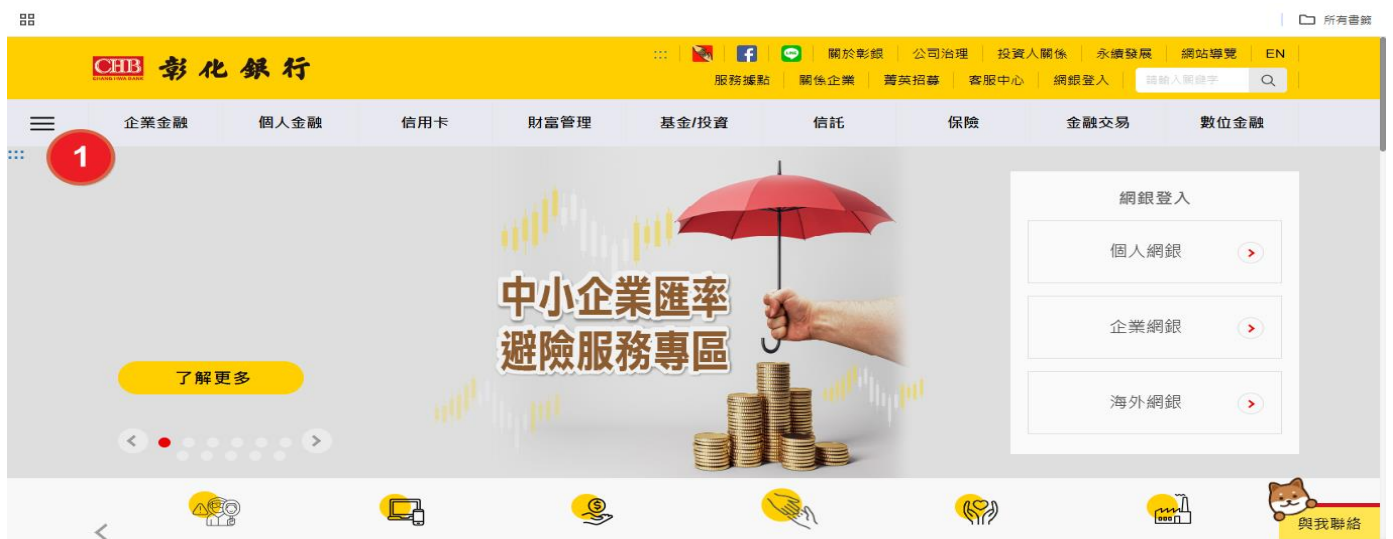 所有書籤
CHB 彰化銀行
CHANG HWA BANK
關於彰銀 公司治理 投資人關係 永續發展 網站導覽 EN
服務據點 關係企業 菁英招募 客服中心 網銀登入 請輸入關鍵字
企業金融 個人金融 信用卡 財富管理 基金/投資 信託 保險 金融交易 數位金融
1
網銀登入
個人網銀
中小企業匯率
企業網銀
避險服務專區
了解更多
海外網銀
與我聯絡